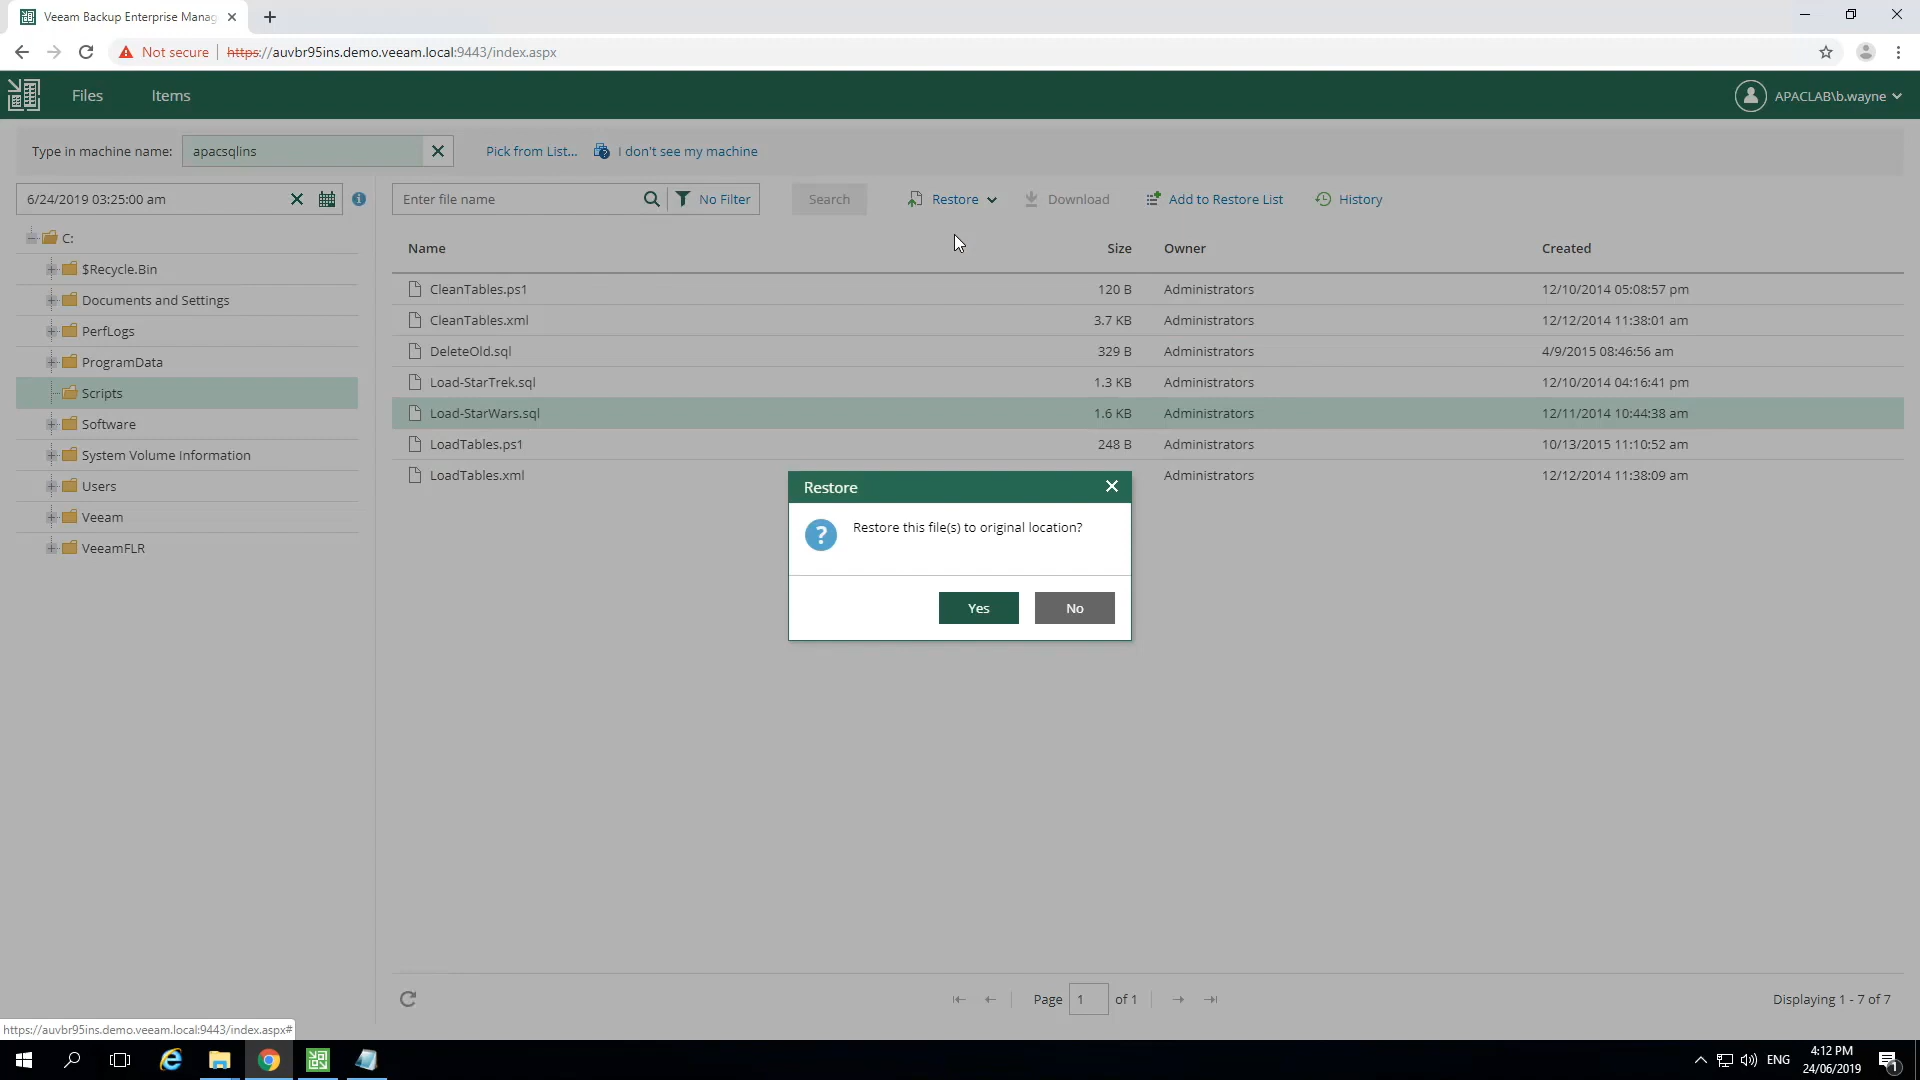 Veeam Backup Enterprise Manag
Not secure
https://auvbr95ins.demo.veeam.local:9443/index.aspx
Files
Items
APACLAB\b.wayne
Type in machine name:
apacsqlins
Pick from List...
I don't see my machine
6/24/2019 03:25:00 am
Enter file name
No Filter
Search
Restore
Download
Add to Restore List
History
C:
$Recycle.Bin
Documents and Settings
PerfLogs
ProgramData
Scripts
Software
System Volume Information
Users
Veeam
VeeamFLR
Name Size Owner Created
CleanTables.ps1 120 B Administrators 12/10/2014 05:08:57 pm
CleanTables.xml 3.7 KB Administrators 12/12/2014 11:38:01 am
DeleteOld.sql 329 B Administrators 4/9/2015 08:46:56 am
Load-StarTrek.sql 1.3 KB Administrators 12/10/2014 04:16:41 pm
Load-StarWars.sql 1.6 KB Administrators 12/11/2014 10:44:38 am
LoadTables.ps1 248 B Administrators 10/13/2015 11:10:52 am
LoadTables.xml Administrators 12/12/2014 11:38:09 am
Restore
Restore this file(s) to original location?
Yes
No
Page 1 of 1
Displaying 1 - 7 of 7
https://auvbr95ins.demo.veeam.local:9443/index.aspx#
ENG
4:12 PM
24/06/2019
1